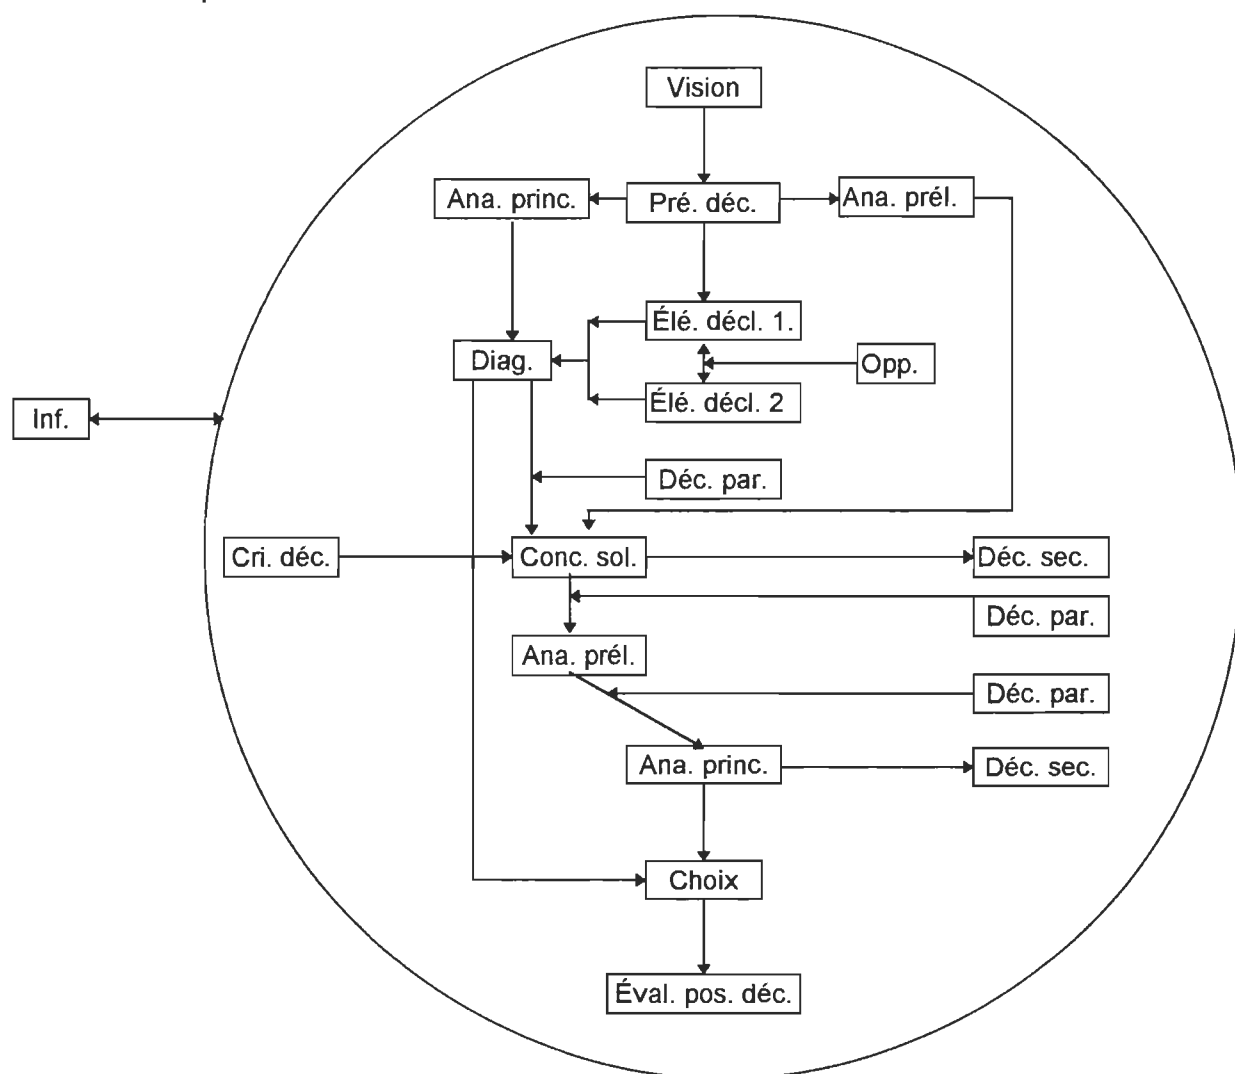 Vision
Ana. princ.
Pré. déc.
Ana. prél.
Élé. décl. 1.
Diag.
Opp.
Élé. décl. 2
Inf.
Déc. par.
Cri. déc.
Conc. sol.
Déc. sec.
Déc. par.
Ana. prél.
Déc. par.
Ana. princ.
Déc. sec.
Choix
Éval. pos. déc.